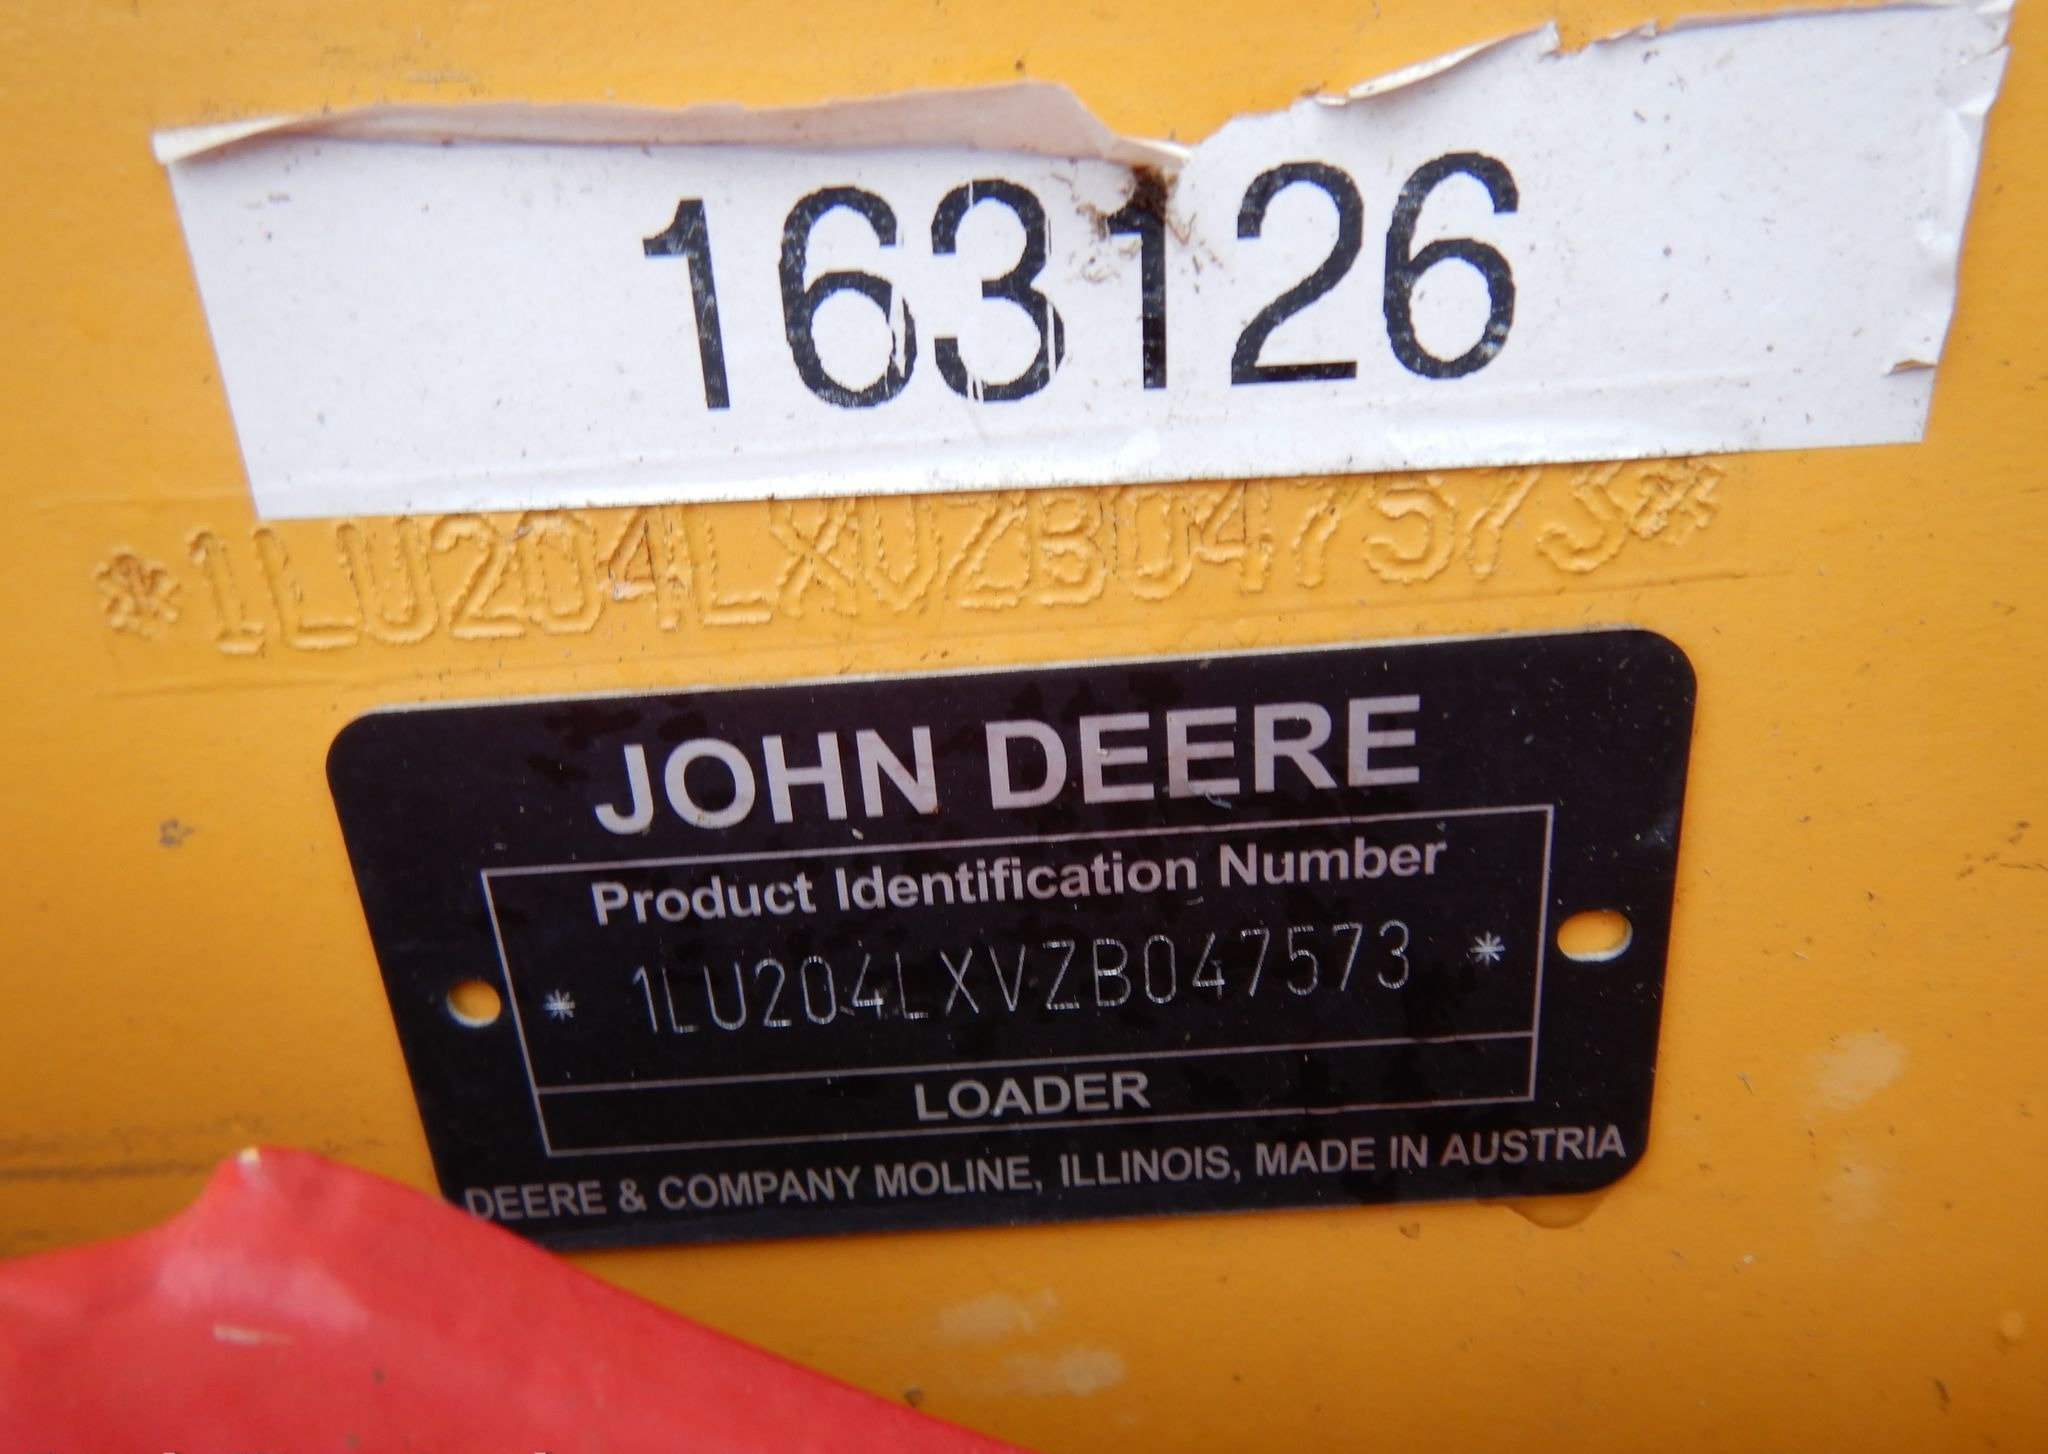 163126
*1LU204LXVZB047573*
JOHN DEERE
Product Identification Number
* 1LU204LXVZB047573 *
LOADER
DEERE & COMPANY MOLINE, ILLINOIS, MADE IN AUSTRIA